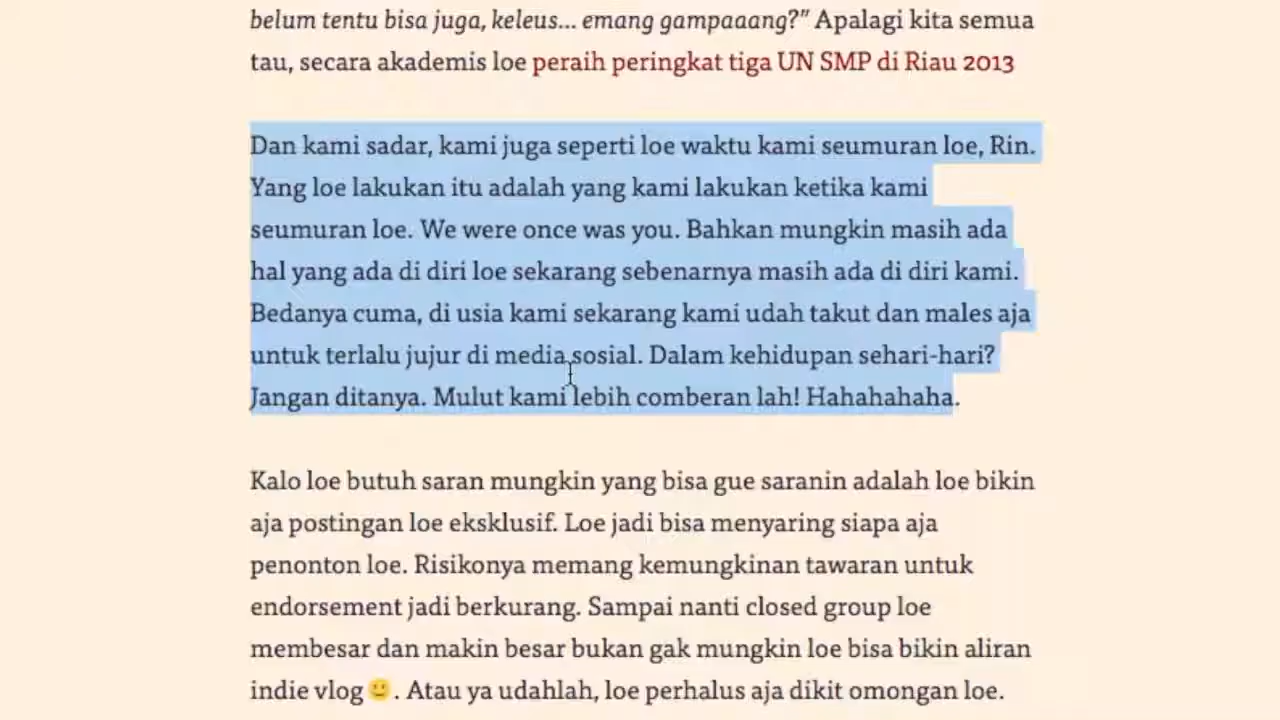 belum tentu bisa juga, keleus... emang gampaaang?" Apalagi kita semua
tau, secara akademis loe peraih peringkat tiga UN SMP di Riau 2013
Dan kami sadar, kami juga seperti loe waktu kami seumuran loe, Rin.
Yang loe lakukan itu adalah yang kami lakukan ketika kami
seumuran loe. We were once was you. Bahkan mungkin masih ada
hal yang ada di diri loe sekarang sebenarnya masih ada di diri kami.
Bedanya cuma, di usia kami sekarang kami udah takut dan males aja
untuk terlalu jujur di media sosial. Dalam kehidupan sehari-hari?
Jangan ditanya. Mulut kami lebih comberan lah! Hahahahaha.
Kalo loe butuh saran mungkin yang bisa gue saranin adalah loe bikin
aja postingan loe eksklusif. Loe jadi bisa menyaring siapa aja
penonton loe. Risikonya memang kemungkinan tawaran untuk
endorsement jadi berkurang. Sampai nanti closed group loe
membesar dan makin besar bukan gak mungkin loe bisa bikin aliran
indie vlog🙂. Atau ya udahlah, loe perhalus aja dikit omongan loe.